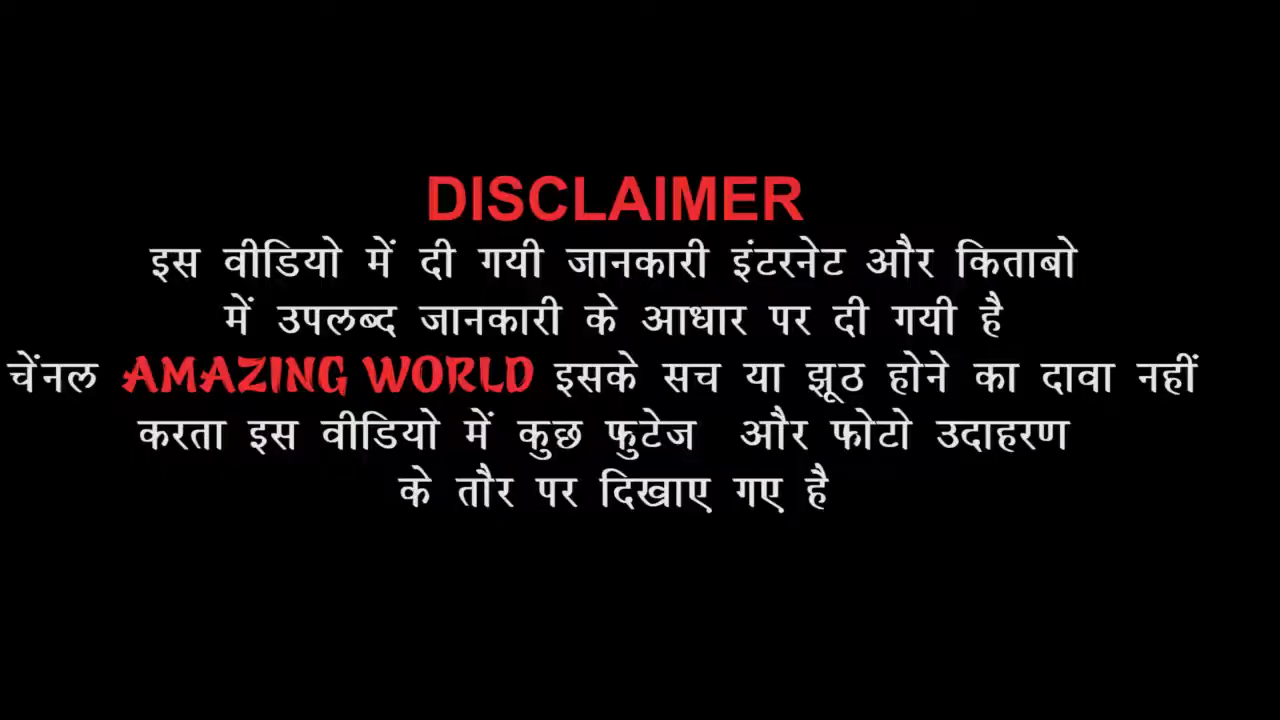 DISCLAIMER
इस वीडियो में दी गयी जानकारी इंटरनेट और किताबो
में उपलब्द जानकारी के आधार पर दी गयी है
चेंनल AMAZING WORLD इसके सच या झूठ होने का दावा नहीं
करता इस वीडियो में कुछ फुटेज और फोटो उदाहरण
के तौर पर दिखाए गए है